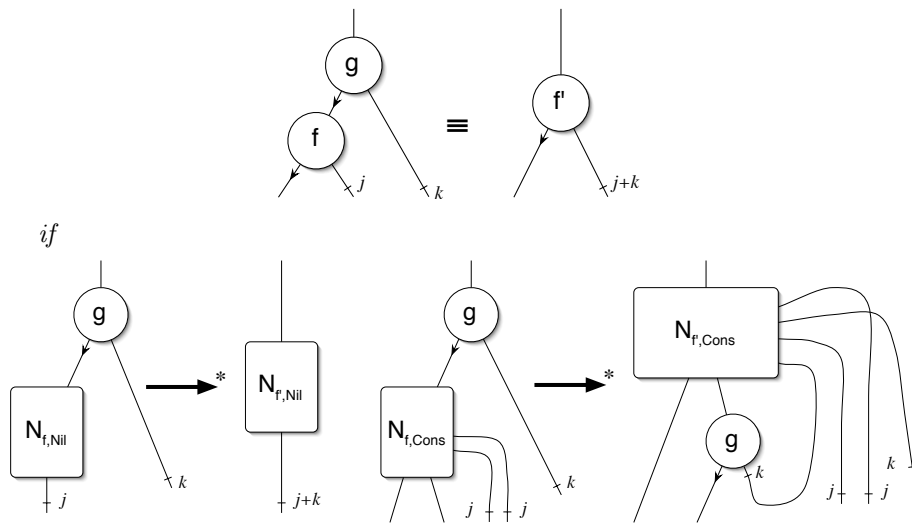 g
f
j
k
≡
f'
j+k
if
g
N_f,Nil
j
k
*
N_f',Nil
j+k
g
N_f,Cons
j j
k
*
N_f',Cons
g
k
j j
k